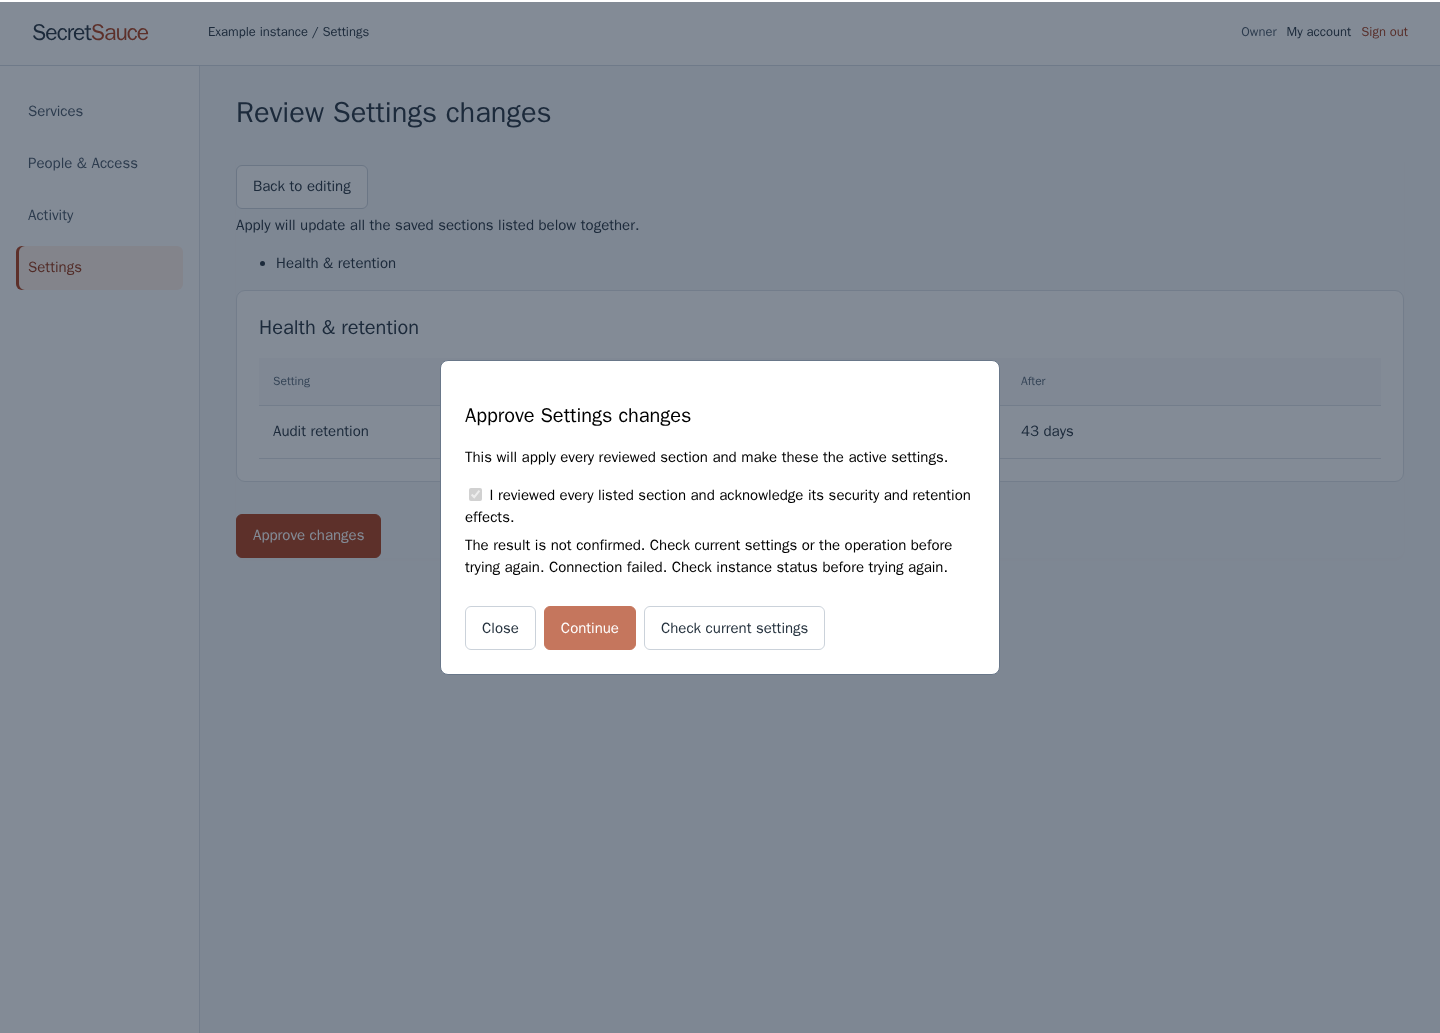 SecretSauce
Example instance / Settings
Owner My account Sign out
Services
People & Access
Activity
Settings
Review Settings changes
Back to editing
Apply will update all the saved sections listed below together.
• Health & retention
Health & retention
Setting
After
Audit retention
43 days
Approve changes
Approve Settings changes
This will apply every reviewed section and make these the active settings.
I reviewed every listed section and acknowledge its security and retention
effects.
The result is not confirmed. Check current settings or the operation before
trying again. Connection failed. Check instance status before trying again.
Close
Continue
Check current settings